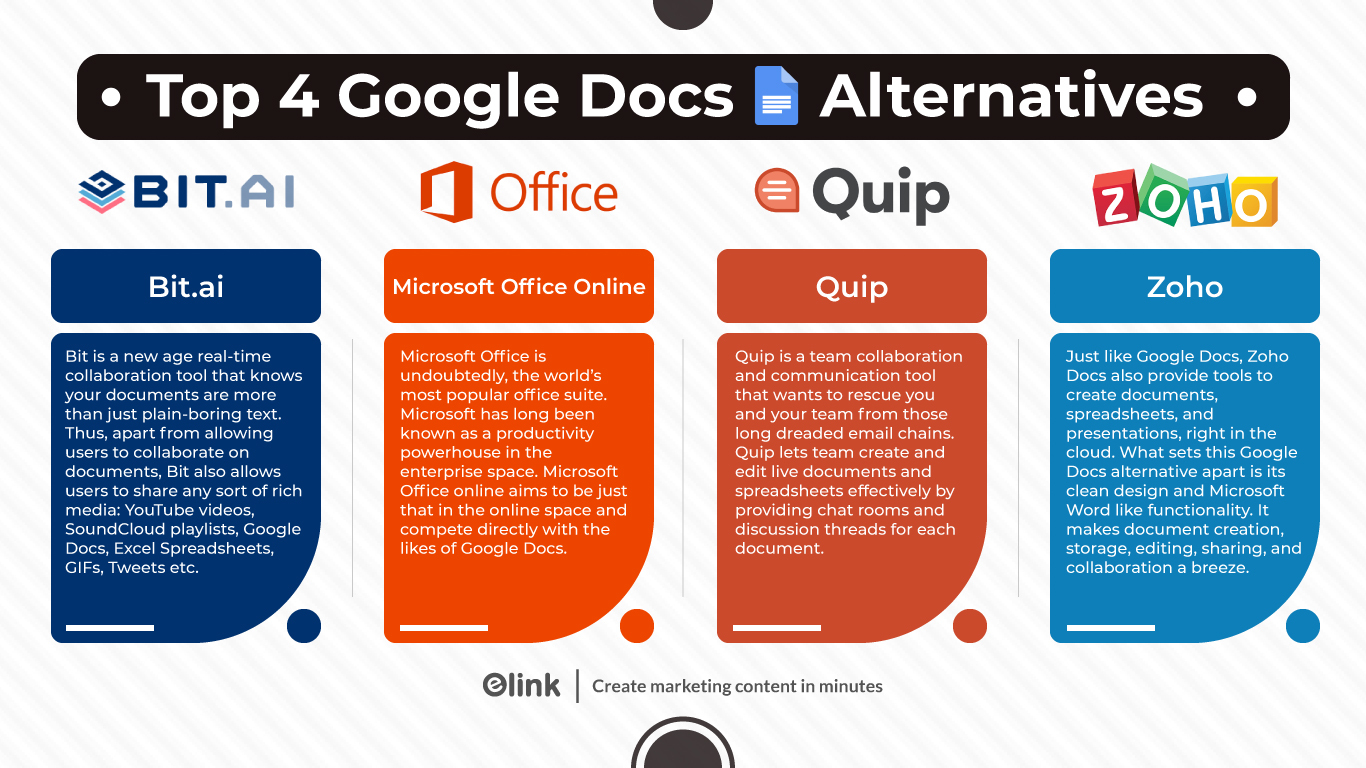 • Top 4 Google Docs Alternatives •
BIT.AI
Office
Quip
ZOHO
Bit.ai
Microsoft Office Online
Quip
Zoho
Bit is a new age real-time
collaboration tool that knows
your documents are more
than just plain-boring text.
Thus, apart from allowing
users to collaborate on
documents, Bit also allows
users to share any sort of rich
media: YouTube videos,
SoundCloud playlists, Google
Docs, Excel Spreadsheets,
GIFs, Tweets etc.
Microsoft Office is
undoubtedly, the world's
most popular office suite.
Microsoft has long been
known as a productivity
powerhouse in the
enterprise space. Microsoft
Office online aims to be just
that in the online space and
compete directly with the
likes of Google Docs.
Quip is a team collaboration
and communication tool
that wants to rescue you
and your team from those
long dreaded email chains.
Quip lets team create and
edit live documents and
spreadsheets effectively by
providing chat rooms and
discussion threads for each
document.
Just like Google Docs, Zoho
Docs also provide tools to
create documents,
spreadsheets, and
presentations, right in the
cloud. What sets this Google
Docs alternative apart is its
clean design and Microsoft
Word like functionality. It
makes document creation,
storage, editing, sharing, and
collaboration a breeze.
elink | Create marketing content in minutes